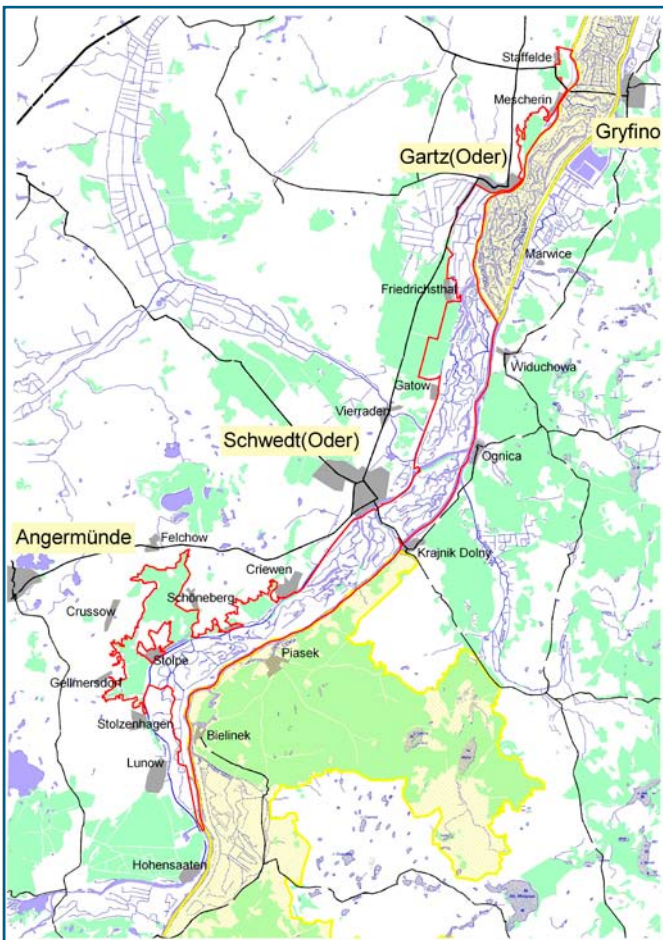 Staffelde
Mescherin
Gryfino
Gartz(Oder)
Marwice
Friedrichsthal
Widuchowa
Gatow
Vierraden
Schwedt(Oder)
Ognica
Angermünde
Felchow
Krajnik Dolny
Criewen
Crussow
Schöneberg
Stolpe
Piasek
Gellmersdorf
Stolzenhagen
Bielinek
Lunow
Hohensaaten